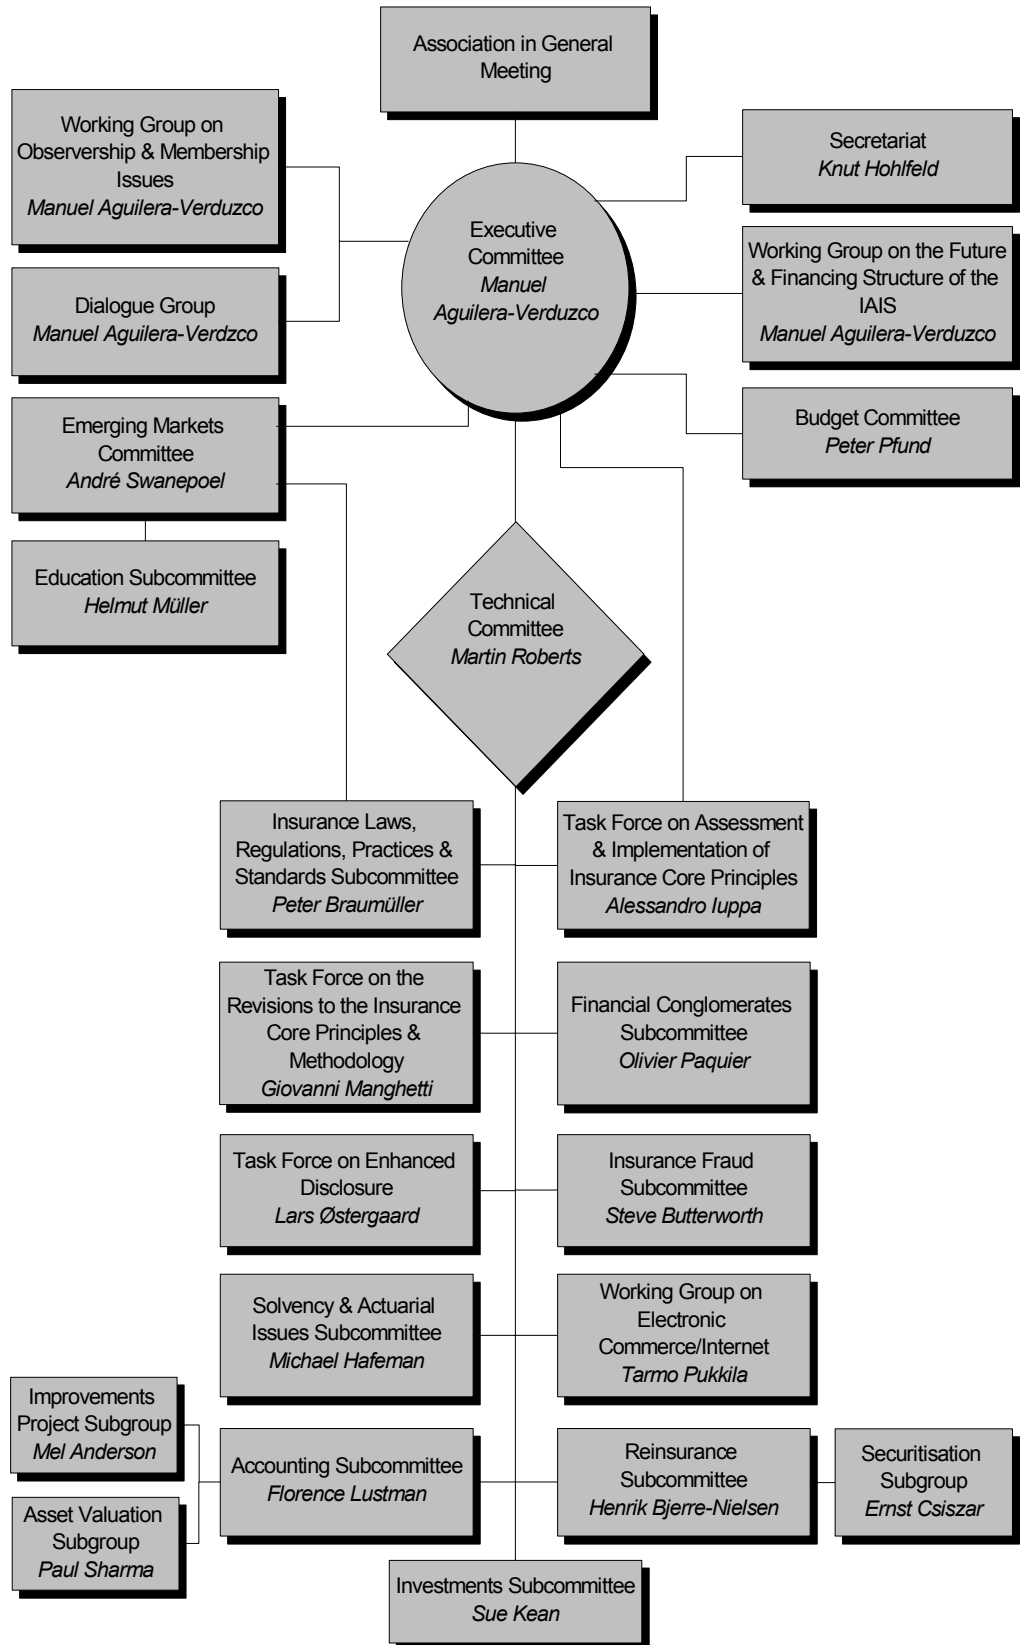 Association in General
Meeting
Working Group on
Observership & Membership
Issues
Manuel Aguilera-Verduzco
Secretariat
Knut Hohlfeld
Executive
Committee
Manuel
Aguilera-Verduzco
Working Group on the Future
& Financing Structure of the
IAIS
Manuel Aguilera-Verduzco
Dialogue Group
Manuel Aguilera-Verdzco
Budget Committee
Peter Pfund
Emerging Markets
Committee
André Swanepoel
Education Subcommittee
Helmut Müller
Technical
Committee
Martin Roberts
Insurance Laws,
Regulations, Practices &
Standards Subcommittee
Peter Braumüller
Task Force on Assessment
& Implementation of
Insurance Core Principles
Alessandro Iuppa
Task Force on the
Revisions to the Insurance
Core Principles &
Methodology
Giovanni Manghetti
Financial Conglomerates
Subcommittee
Olivier Paquier
Task Force on Enhanced
Disclosure
Lars Østergaard
Insurance Fraud
Subcommittee
Steve Butterworth
Solvency & Actuarial
Issues Subcommittee
Michael Hafeman
Working Group on
Electronic
Commerce/Internet
Tarmo Pukkila
Improvements
Project Subgroup
Mel Anderson
Asset Valuation
Subgroup
Paul Sharma
Accounting Subcommittee
Florence Lustman
Reinsurance
Subcommittee
Henrik Bjerre-Nielsen
Securitisation
Subgroup
Ernst Csiszar
Investments Subcommittee
Sue Kean